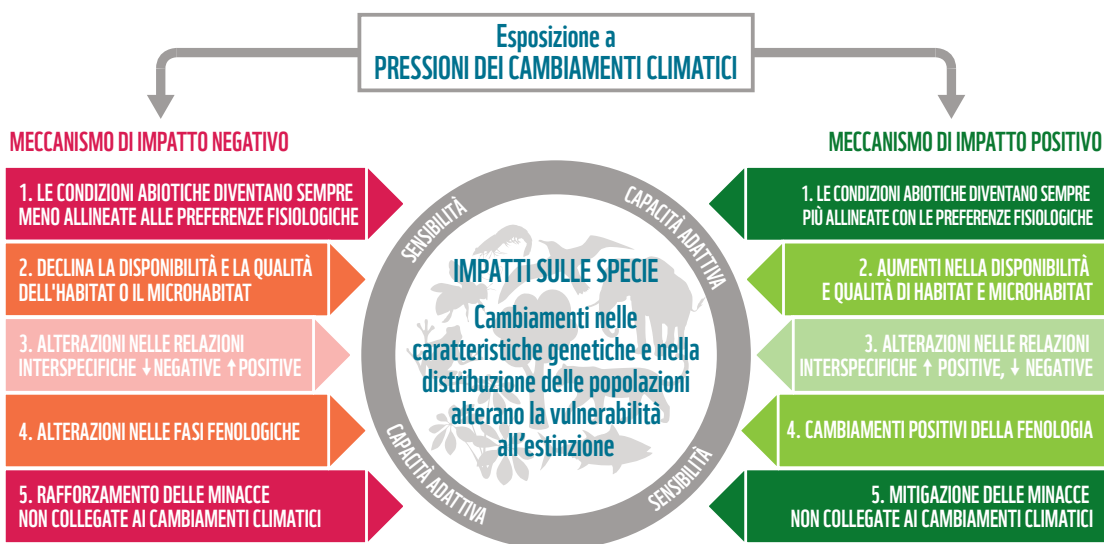 Esposizione a
PRESSIONI DEI CAMBIAMENTI CLIMATICI
MECCANISMO DI IMPATTO NEGATIVO
1. LE CONDIZIONI ABIOTICHE DIVENTANO SEMPRE
MENO ALLINEATE ALLE PREFERENZE FISIOLOGICHE
2. DECLINA LA DISPONIBILITÀ E LA QUALITÀ
DELL'HABITAT O IL MICROHABITAT
3. ALTERAZIONI NELLE RELAZIONI
INTERSPECIFICHE ↓NEGATIVE ↑POSITIVE
4. ALTERAZIONI NELLE FASI FENOLOGICHE
5. RAFFORZAMENTO DELLE MINACCE
NON COLLEGATE AI CAMBIAMENTI CLIMATICI
SENSIBILITÀ
CAPACITÀ ADATTIVA
IMPATTI SULLE SPECIE
Cambiamenti nelle
caratteristiche genetiche e nella
distribuzione delle popolazioni
alterano la vulnerabilità
all'estinzione
CAPACITÀ ADATTIVA
SENSIBILITÀ
MECCANISMO DI IMPATTO POSITIVO
1. LE CONDIZIONI ABIOTICHE DIVENTANO SEMPRE
PIÙ ALLINEATE CON LE PREFERENZE FISIOLOGICHE
2. AUMENTI NELLA DISPONIBILITÀ
E QUALITÀ DI HABITAT E MICROHABITAT
3. ALTERAZIONI NELLE RELAZIONI
INTERSPECIFICHE ↑ POSITIVE, ↓ NEGATIVE
4. CAMBIAMENTI POSITIVI DELLA FENOLOGIA
5. MITIGAZIONE DELLE MINACCE
NON COLLEGATE AI CAMBIAMENTI CLIMATICI